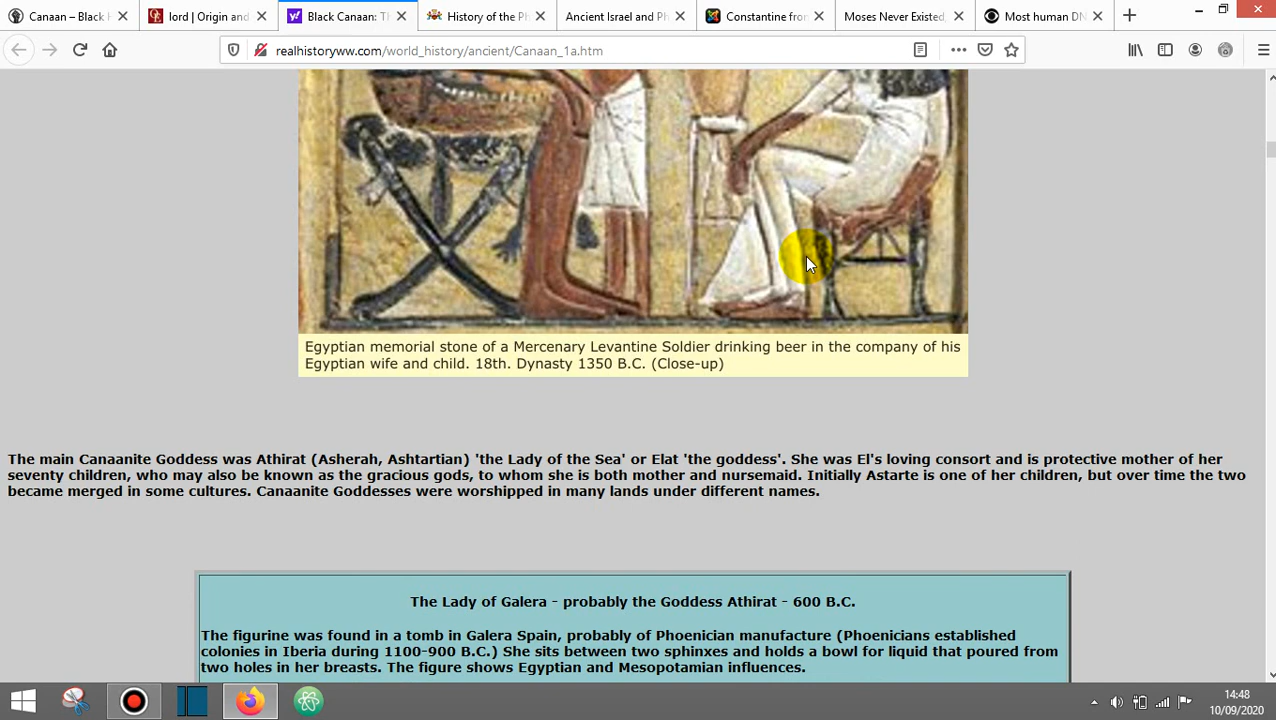 Canaan – Black H
lord | Origin and
Black Canaan: Th
History of the Ph
Ancient Israel and Ph
Constantine from
Moses Never Existed,
Most human DN
realhistoryww.com/world_history/ancient/Canaan_1a.htm
Egyptian memorial stone of a Mercenary Levantine Soldier drinking beer in the company of his
Egyptian wife and child. 18th. Dynasty 1350 B.C. (Close-up)
The main Canaanite Goddess was Athirat (Asherah, Ashtartian) 'the Lady of the Sea' or Elat 'the goddess'. She was El's loving consort and is protective mother of her
seventy children, who may also be known as the gracious gods, to whom she is both mother and nursemaid. Initially Astarte is one of her children, but over time the two
became merged in some cultures. Canaanite Goddesses were worshipped in many lands under different names.
The Lady of Galera - probably the Goddess Athirat - 600 B.C.
The figurine was found in a tomb in Galera Spain, probably of Phoenician manufacture (Phoenicians established
colonies in Iberia during 1100-900 B.C.) She sits between two sphinxes and holds a bowl for liquid that poured from
two holes in her breasts. The figure shows Egyptian and Mesopotamian influences.
14:48
10/09/2020